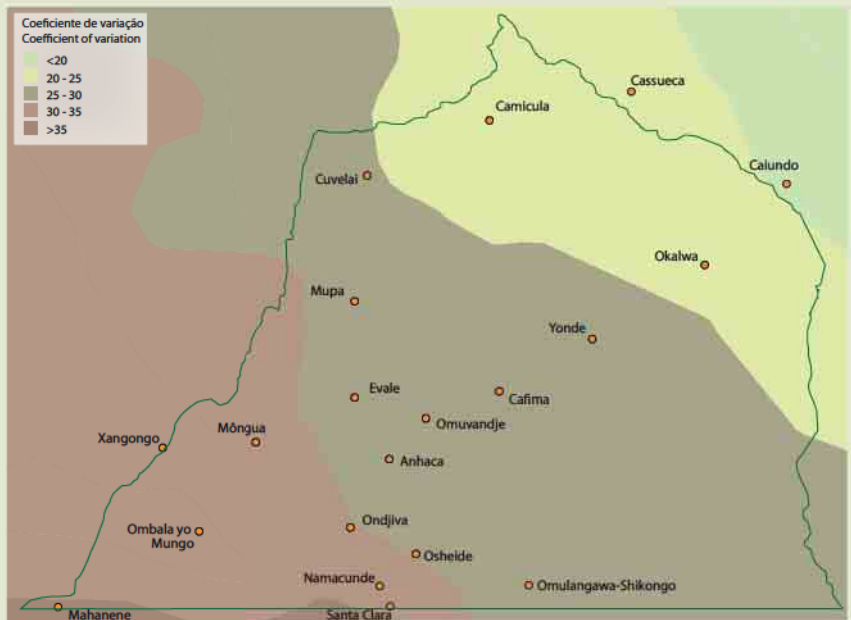 Coeficiente de variação
Coefficient of variation
<20
20 - 25
25 - 30
30 - 35
>35
Cassueca
Camicula
Caiundo
Cuvelai
Okalwa
Mupa
Yonde
Evale
Cafima
Omuvandje
Môngua
Xangongo
Anhaca
Ondjiva
Ombala yo
Mungo
Osheide
Namacunde
Omulangawa-Shikongo
Mahanene
Santa Clara